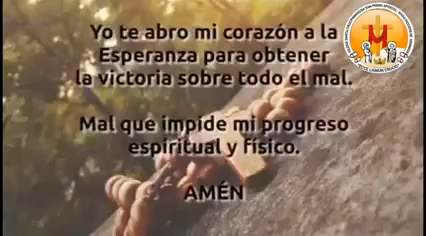 Yo te abro mi corazón a la
Esperanza para obtener
la victoria sobre todo el mal.
Mal que impide mi progreso
espiritual y físico.
AMÉN